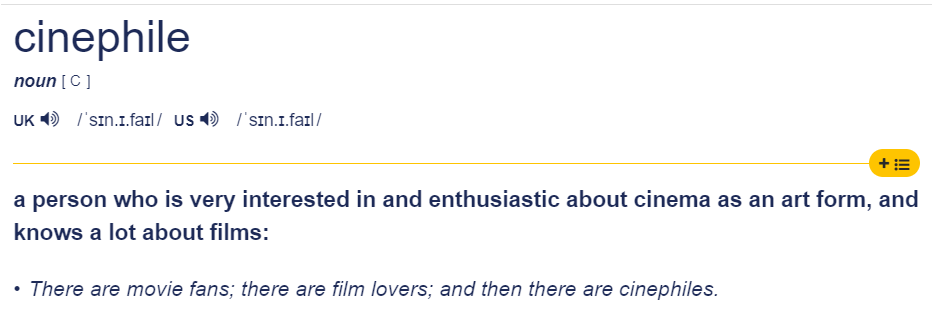 cinephile
noun [ C ]
UK /ˈsɪn.ɪ.faɪl/ US /ˈsɪn.ɪ.faɪl/
a person who is very interested in and enthusiastic about cinema as an art form, and
knows a lot about films:
• There are movie fans; there are film lovers; and then there are cinephiles.